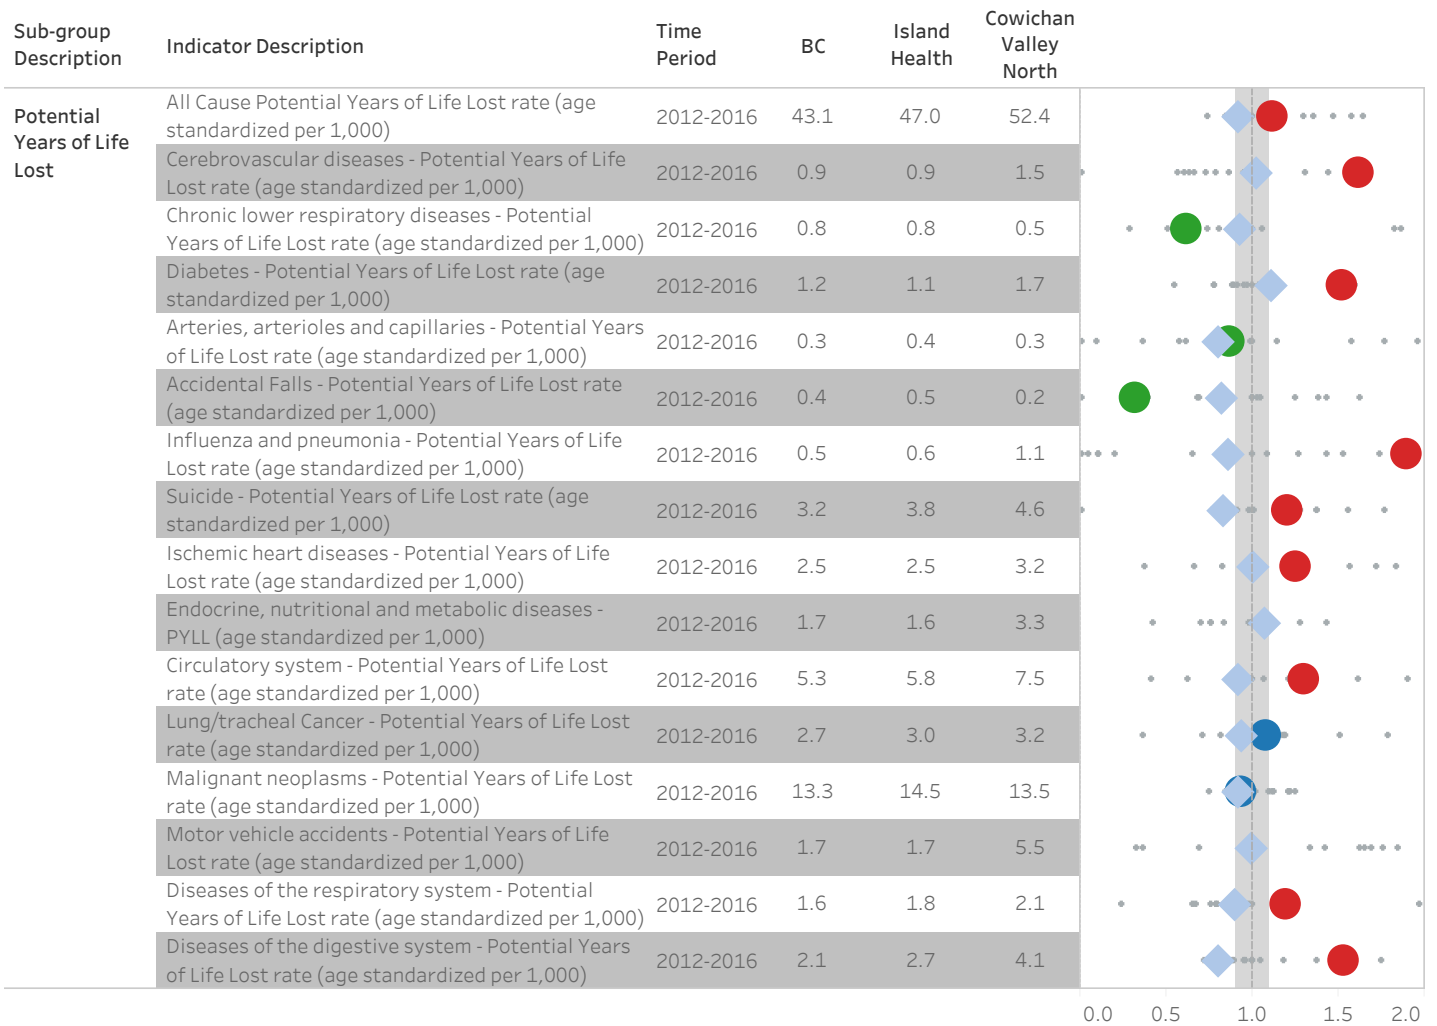 Sub-group
Description
Indicator Description
Time
Period
BC
Island
Health
Cowichan
Valley
North
Potential
Years of Life
Lost
All Cause Potential Years of Life Lost rate (age
standardized per 1,000)
2012-2016 43.1 47.0 52.4
Cerebrovascular diseases - Potential Years of Life
Lost rate (age standardized per 1,000)
2012-2016 0.9 0.9 1.5
Chronic lower respiratory diseases - Potential
Years of Life Lost rate (age standardized per 1,000)
2012-2016 0.8 0.8 0.5
Diabetes - Potential Years of Life Lost rate (age
standardized per 1,000)
2012-2016 1.2 1.1 1.7
Arteries, arterioles and capillaries - Potential Years
of Life Lost rate (age standardized per 1,000)
2012-2016 0.3 0.4 0.3
Accidental Falls - Potential Years of Life Lost rate
(age standardized per 1,000)
2012-2016 0.4 0.5 0.2
Influenza and pneumonia - Potential Years of Life
Lost rate (age standardized per 1,000)
2012-2016 0.5 0.6 1.1
Suicide - Potential Years of Life Lost rate (age
standardized per 1,000)
2012-2016 3.2 3.8 4.6
Ischemic heart diseases - Potential Years of Life
Lost rate (age standardized per 1,000)
2012-2016 2.5 2.5 3.2
Endocrine, nutritional and metabolic diseases -
PYLL (age standardized per 1,000)
2012-2016 1.7 1.6 3.3
Circulatory system - Potential Years of Life Lost
rate (age standardized per 1,000)
2012-2016 5.3 5.8 7.5
Lung/tracheal Cancer - Potential Years of Life Lost
rate (age standardized per 1,000)
2012-2016 2.7 3.0 3.2
Malignant neoplasms - Potential Years of Life Lost
rate (age standardized per 1,000)
2012-2016 13.3 14.5 13.5
Motor vehicle accidents - Potential Years of Life
Lost rate (age standardized per 1,000)
2012-2016 1.7 1.7 5.5
Diseases of the respiratory system - Potential
Years of Life Lost rate (age standardized per 1,000)
2012-2016 1.6 1.8 2.1
Diseases of the digestive system - Potential Years
of Life Lost rate (age standardized per 1,000)
2012-2016 2.1 2.7 4.1
0.0 0.5 1.0 1.5 2.0